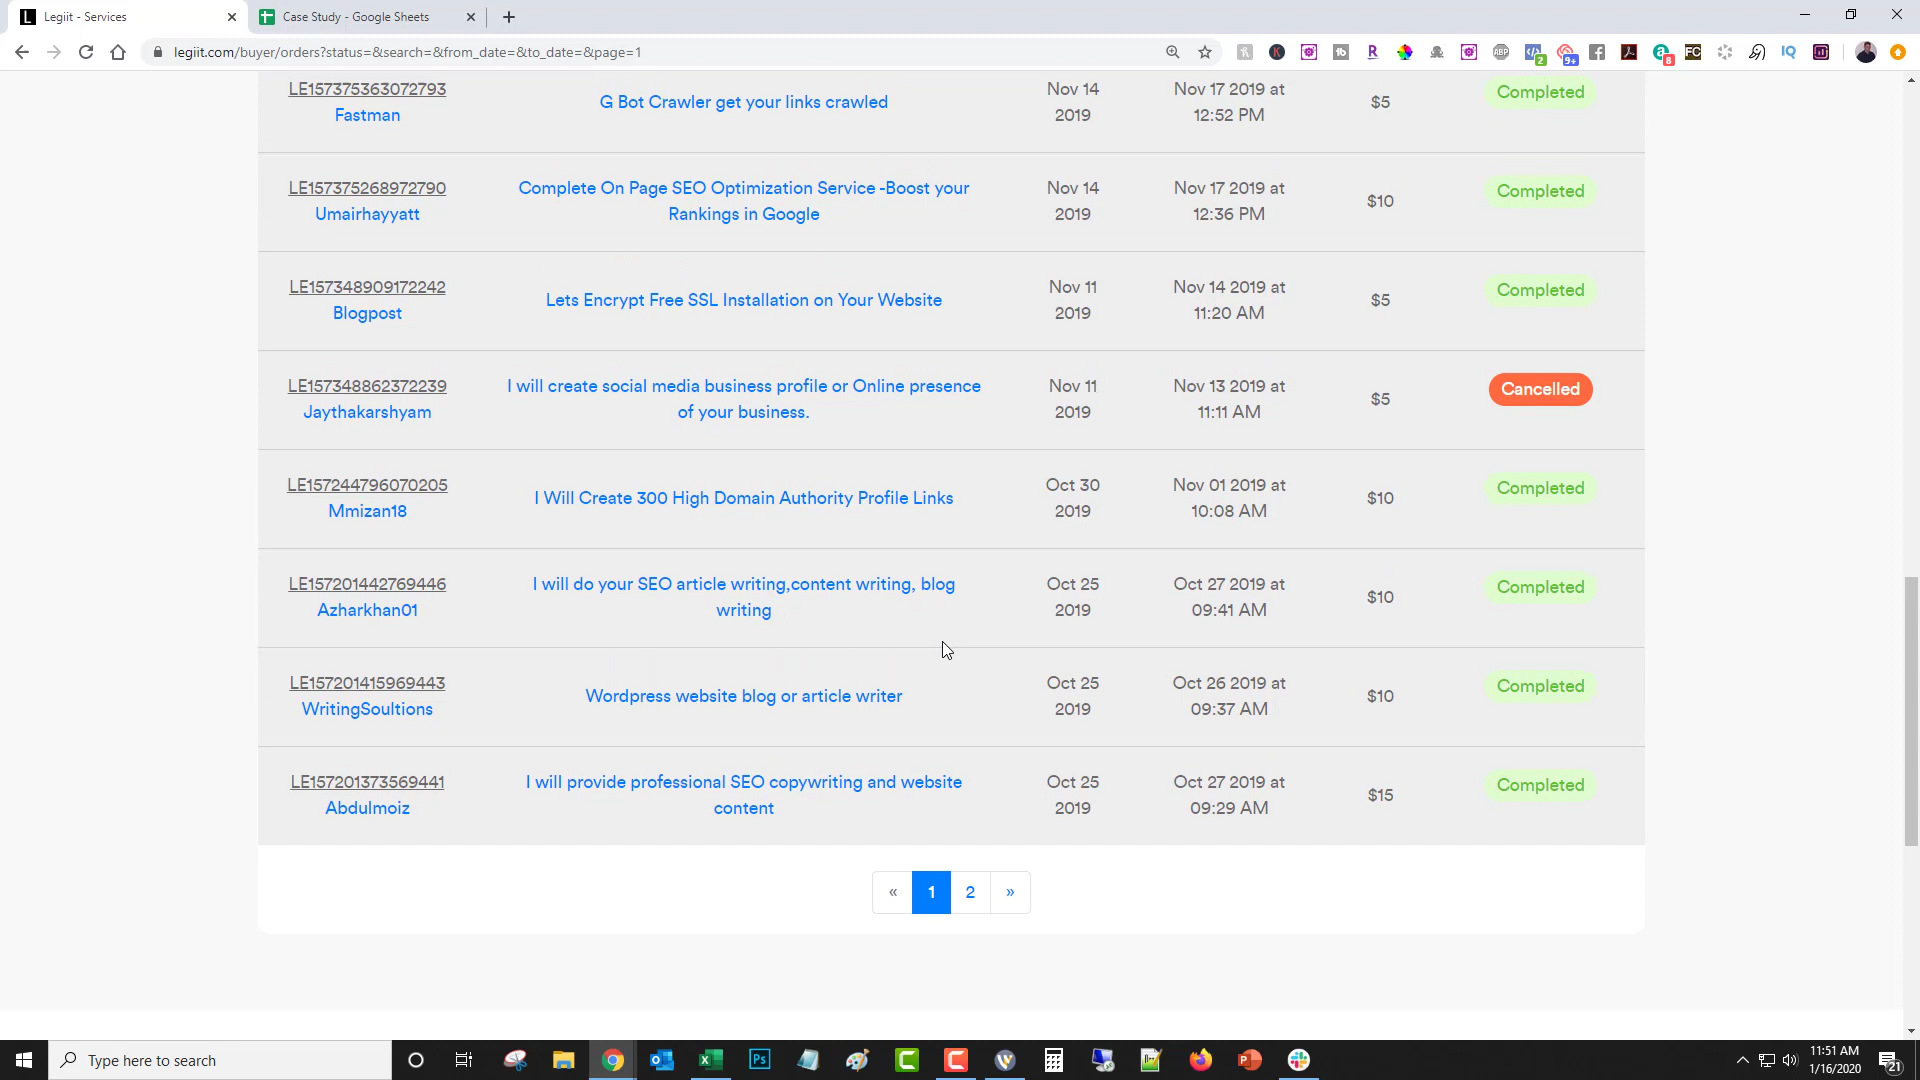 Legiit - Services
Case Study - Google Sheets
legiit.com/buyer/orders?status=&search=&from_date=&to_date=&page=1
LE157375363072793
Fastman
G Bot Crawler get your links crawled
Nov 14
2019
Nov 17 2019 at
12:52 PM
$5
Completed
LE157375268972790
Umairhayyatt
Complete On Page SEO Optimization Service -Boost your
Rankings in Google
Nov 14
2019
Nov 17 2019 at
12:36 PM
$10
Completed
LE157348909172242
Blogpost
Lets Encrypt Free SSL Installation on Your Website
Nov 11
2019
Nov 14 2019 at
11:20 AM
$5
Completed
LE157348862372239
Jaythakarshyam
I will create social media business profile or Online presence
of your business.
Nov 11
2019
Nov 13 2019 at
11:11 AM
$5
Cancelled
LE157244796070205
Mmizan18
I Will Create 300 High Domain Authority Profile Links
Oct 30
2019
Nov 01 2019 at
10:08 AM
$10
Completed
LE157201442769446
Azharkhan01
I will do your SEO article writing,content writing, blog
writing
Oct 25
2019
Oct 27 2019 at
09:41 AM
$10
Completed
LE157201415969443
WritingSoultions
Wordpress website blog or article writer
Oct 25
2019
Oct 26 2019 at
09:37 AM
$10
Completed
LE157201373569441
Abdulmoiz
I will provide professional SEO copywriting and website
content
Oct 25
2019
Oct 27 2019 at
09:29 AM
$15
Completed
« 1 2 »
Type here to search
11:51 AM
1/16/2020
21